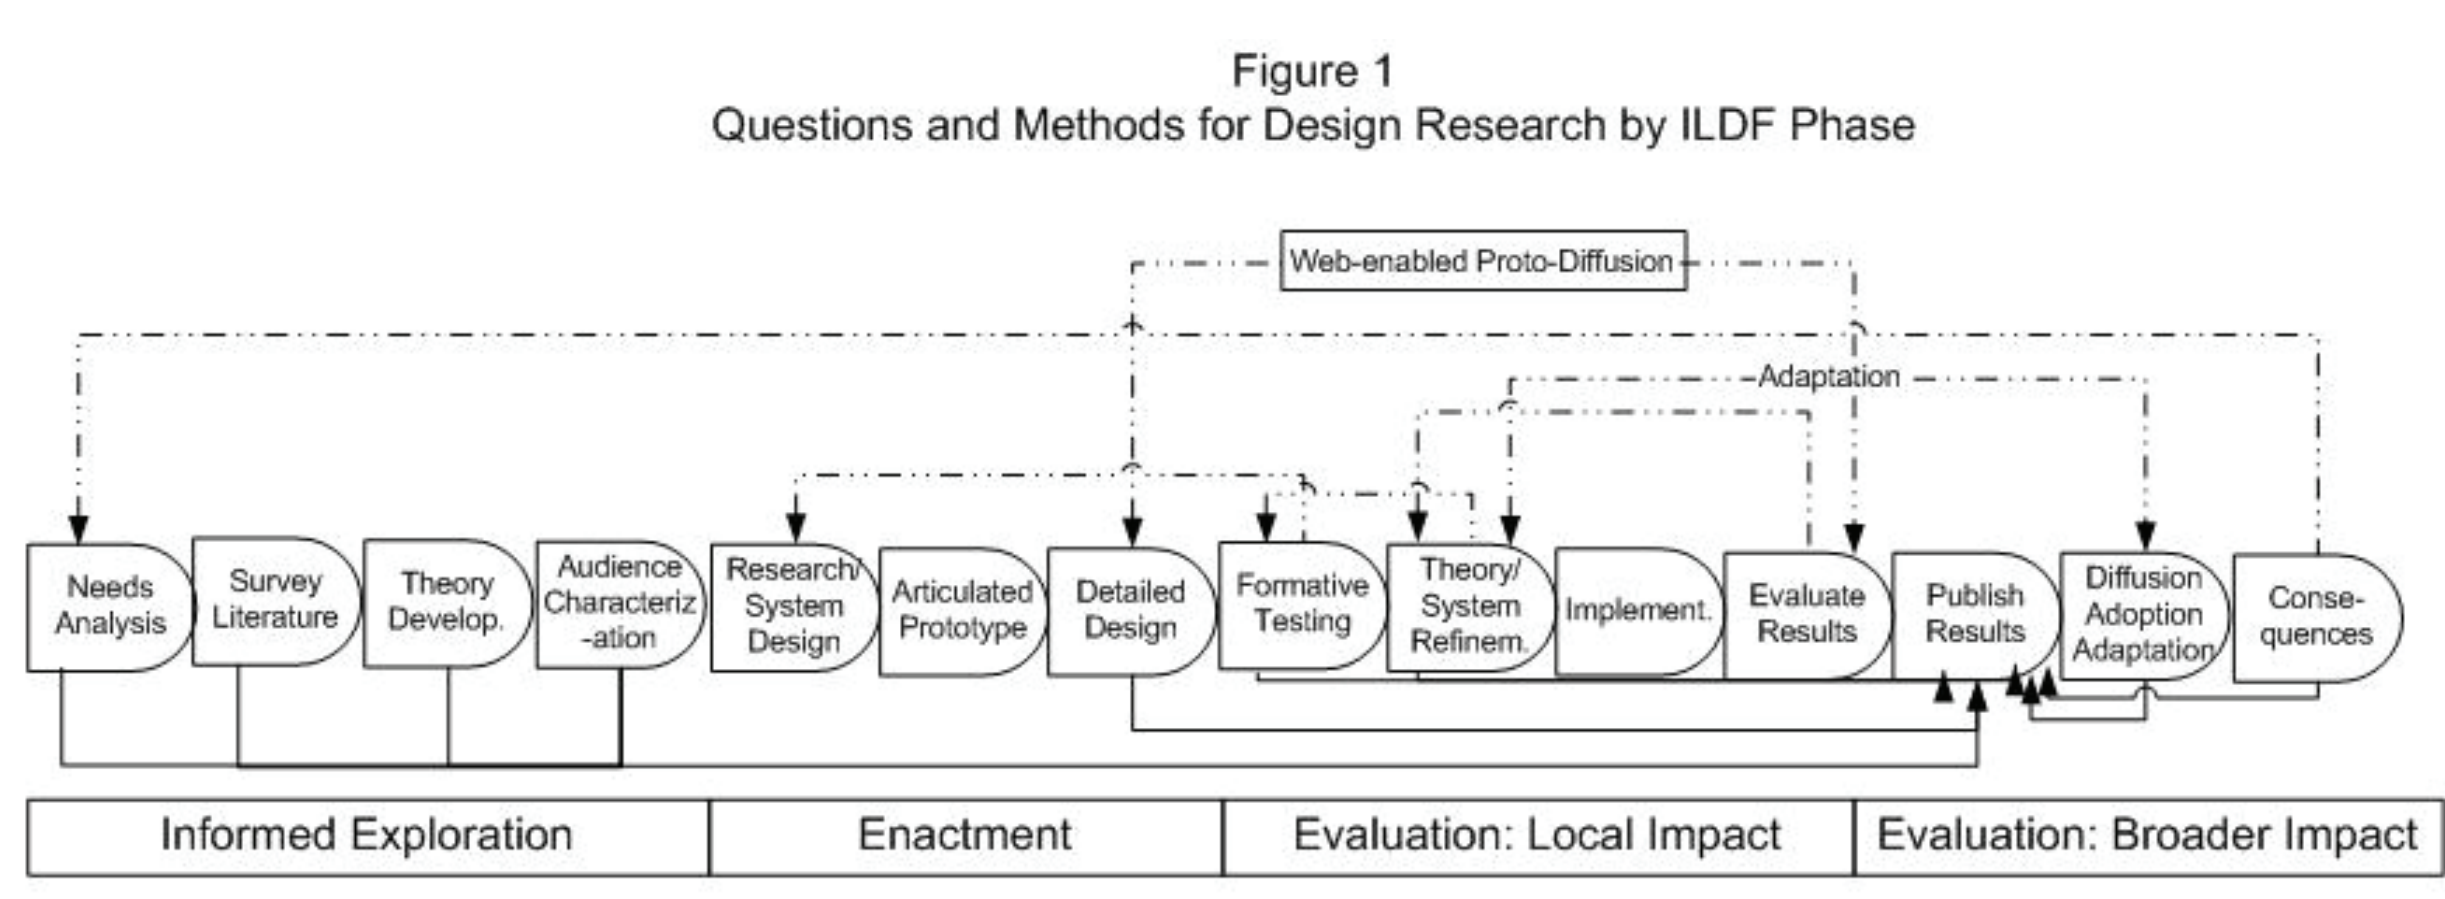 Figure 1
Questions and Methods for Design Research by ILDF Phase
Web-enabled Proto-Diffusion
Adaptation
Needs
Analysis
Survey
Literature
Theory
Develop.
Audience
Characteriz
-ation
Research/
System
Design
Articulated
Prototype
Detailed
Design
Formative
Testing
Theory/
System
Refinem.
Implement.
Evaluate
Results
Publish
Results
Diffusion
Adoption
Adaptation
Conse-
quences
Informed Exploration
Enactment
Evaluation: Local Impact
Evaluation: Broader Impact